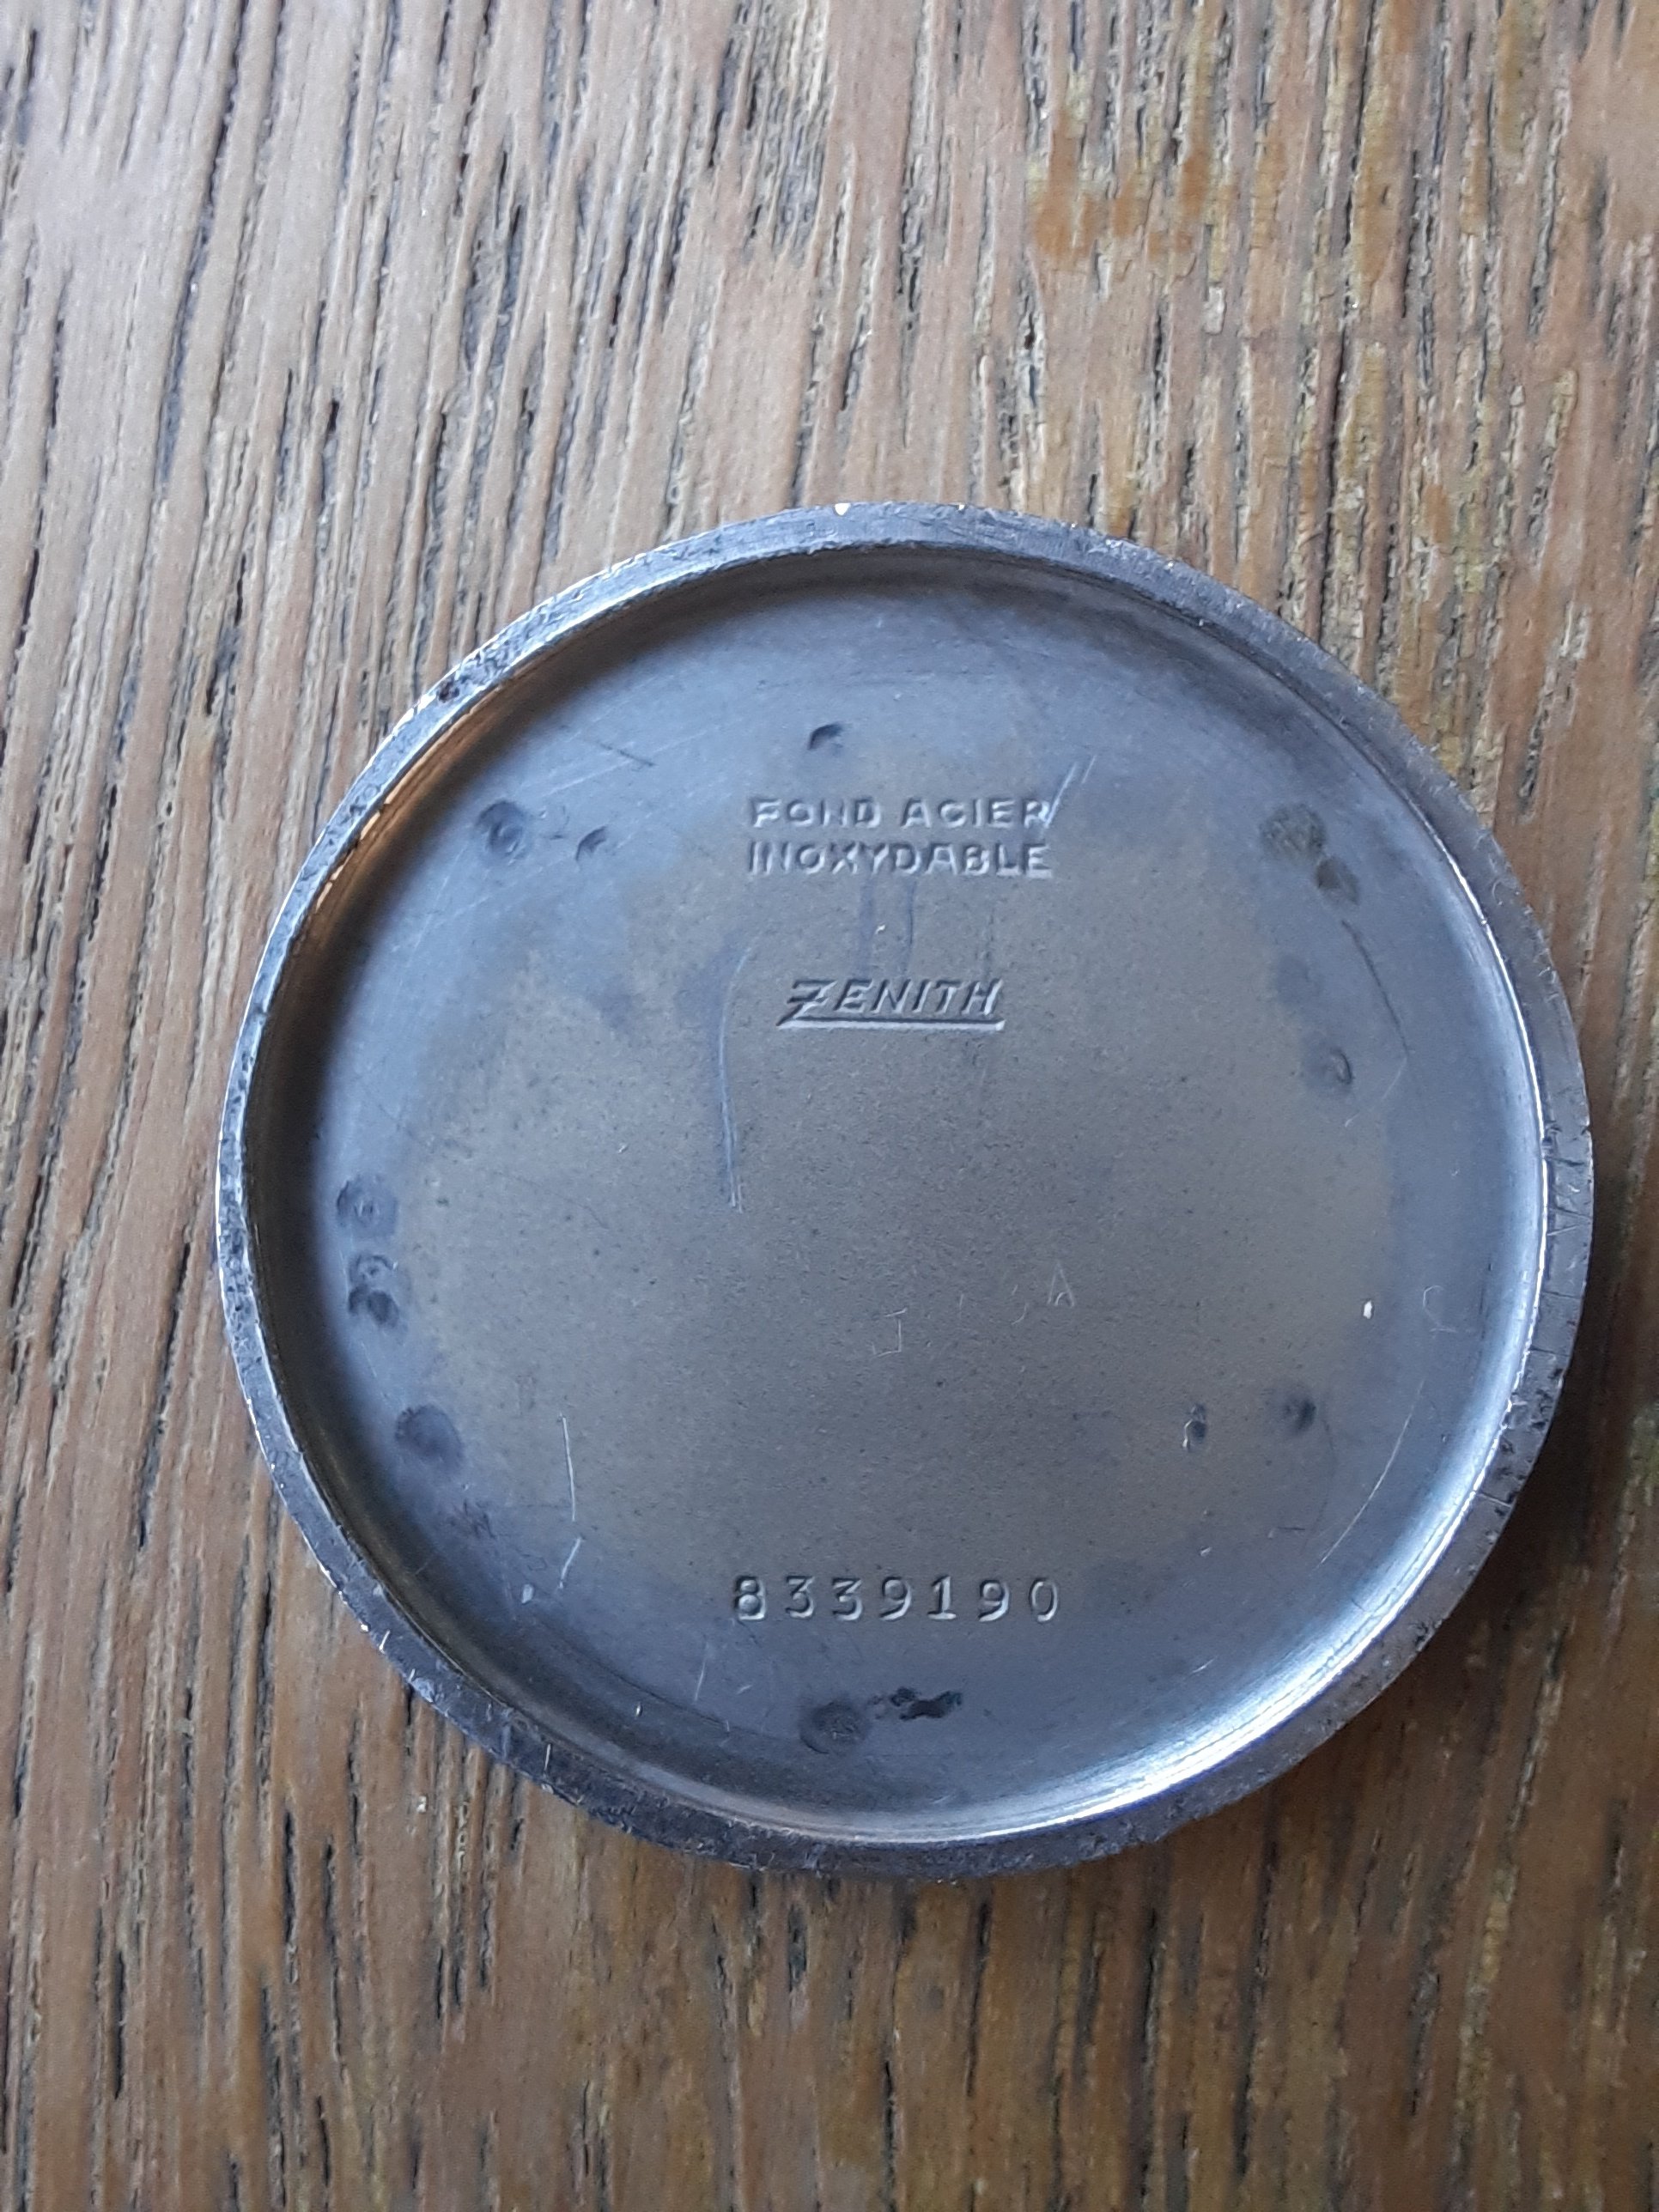 FOND ACIER
INOXYDABLE
ZENITH
8339190